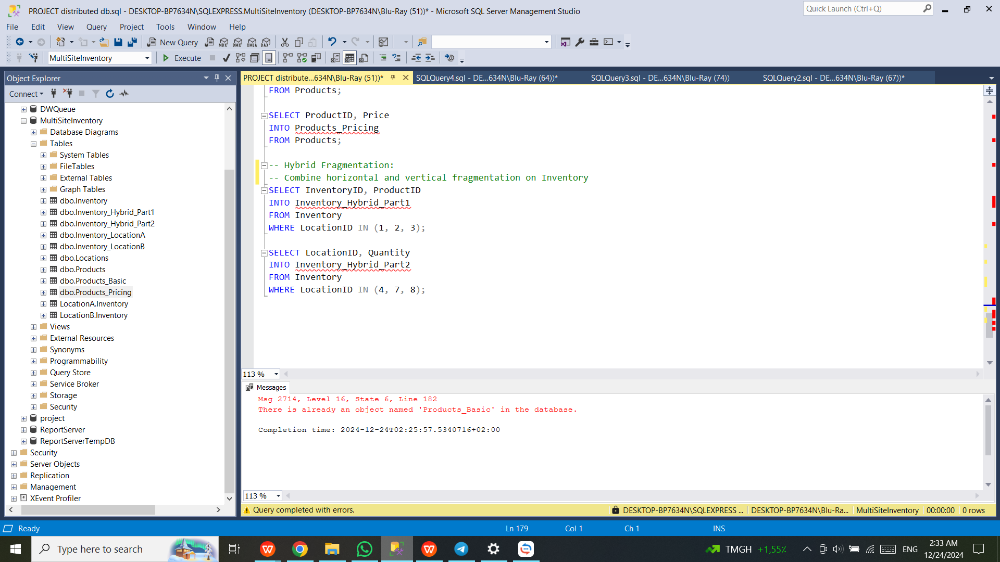 PROJECT distributed db.sql - DESKTOP-BP7634N\SQLEXPRESS.MultiSiteInventory (DESKTOP-BP7634N\Blu-Ray (51))* - Microsoft SQL Server Management Studio
Quick Launch (Ctrl+Q)
File Edit View Query Project Tools Window Help
New Query
MDX DMX XMLA DAX
MultiSiteInventory
Execute
Object Explorer
PROJECT distribute...634N\Blu-Ray (51))*
SQLQuery4.sql - DE...634N\Blu-Ray (64))*
SQLQuery3.sql - DE...634N\Blu-Ray (74))
SQLQuery2.sql - DE...634N\Blu-Ray (67))*
Connect
DWQueue
MultiSiteInventory
Database Diagrams
Tables
System Tables
FileTables
External Tables
Graph Tables
dbo.Inventory
dbo.Inventory_Hybrid_Part1
dbo.Inventory_Hybrid_Part2
dbo.Inventory_LocationA
dbo.Inventory_LocationB
dbo.Locations
dbo.Products
dbo.Products_Basic
dbo.Products_Pricing
LocationA.Inventory
LocationB.Inventory
Views
External Resources
Synonyms
Programmability
Query Store
Service Broker
Storage
Security
project
ReportServer
ReportServerTempDB
Security
Server Objects
Replication
Management
XEvent Profiler
FROM Products;
SELECT ProductID, Price
INTO Products_Pricing
FROM Products;
-- Hybrid Fragmentation:
-- Combine horizontal and vertical fragmentation on Inventory
SELECT InventoryID, ProductID
INTO Inventory_Hybrid_Part1
FROM Inventory
WHERE LocationID IN (1, 2, 3);
SELECT LocationID, Quantity
INTO Inventory_Hybrid_Part2
FROM Inventory
WHERE LocationID IN (4, 7, 8);
113 %
Messages
Msg 2714, Level 16, State 6, Line 182
There is already an object named 'Products_Basic' in the database.
Completion time: 2024-12-24T02:25:57.5340716+02:00
113 %
Query completed with errors.
DESKTOP-BP7634N\SQLEXPRESS ...
DESKTOP-BP7634N\Blu-Ra...
MultiSiteInventory
00:00:00
0 rows
Ready
Ln 179
Col 1
Ch 1
INS
Type here to search
TMGH +1,55%
ENG
2:33 AM
12/24/2024